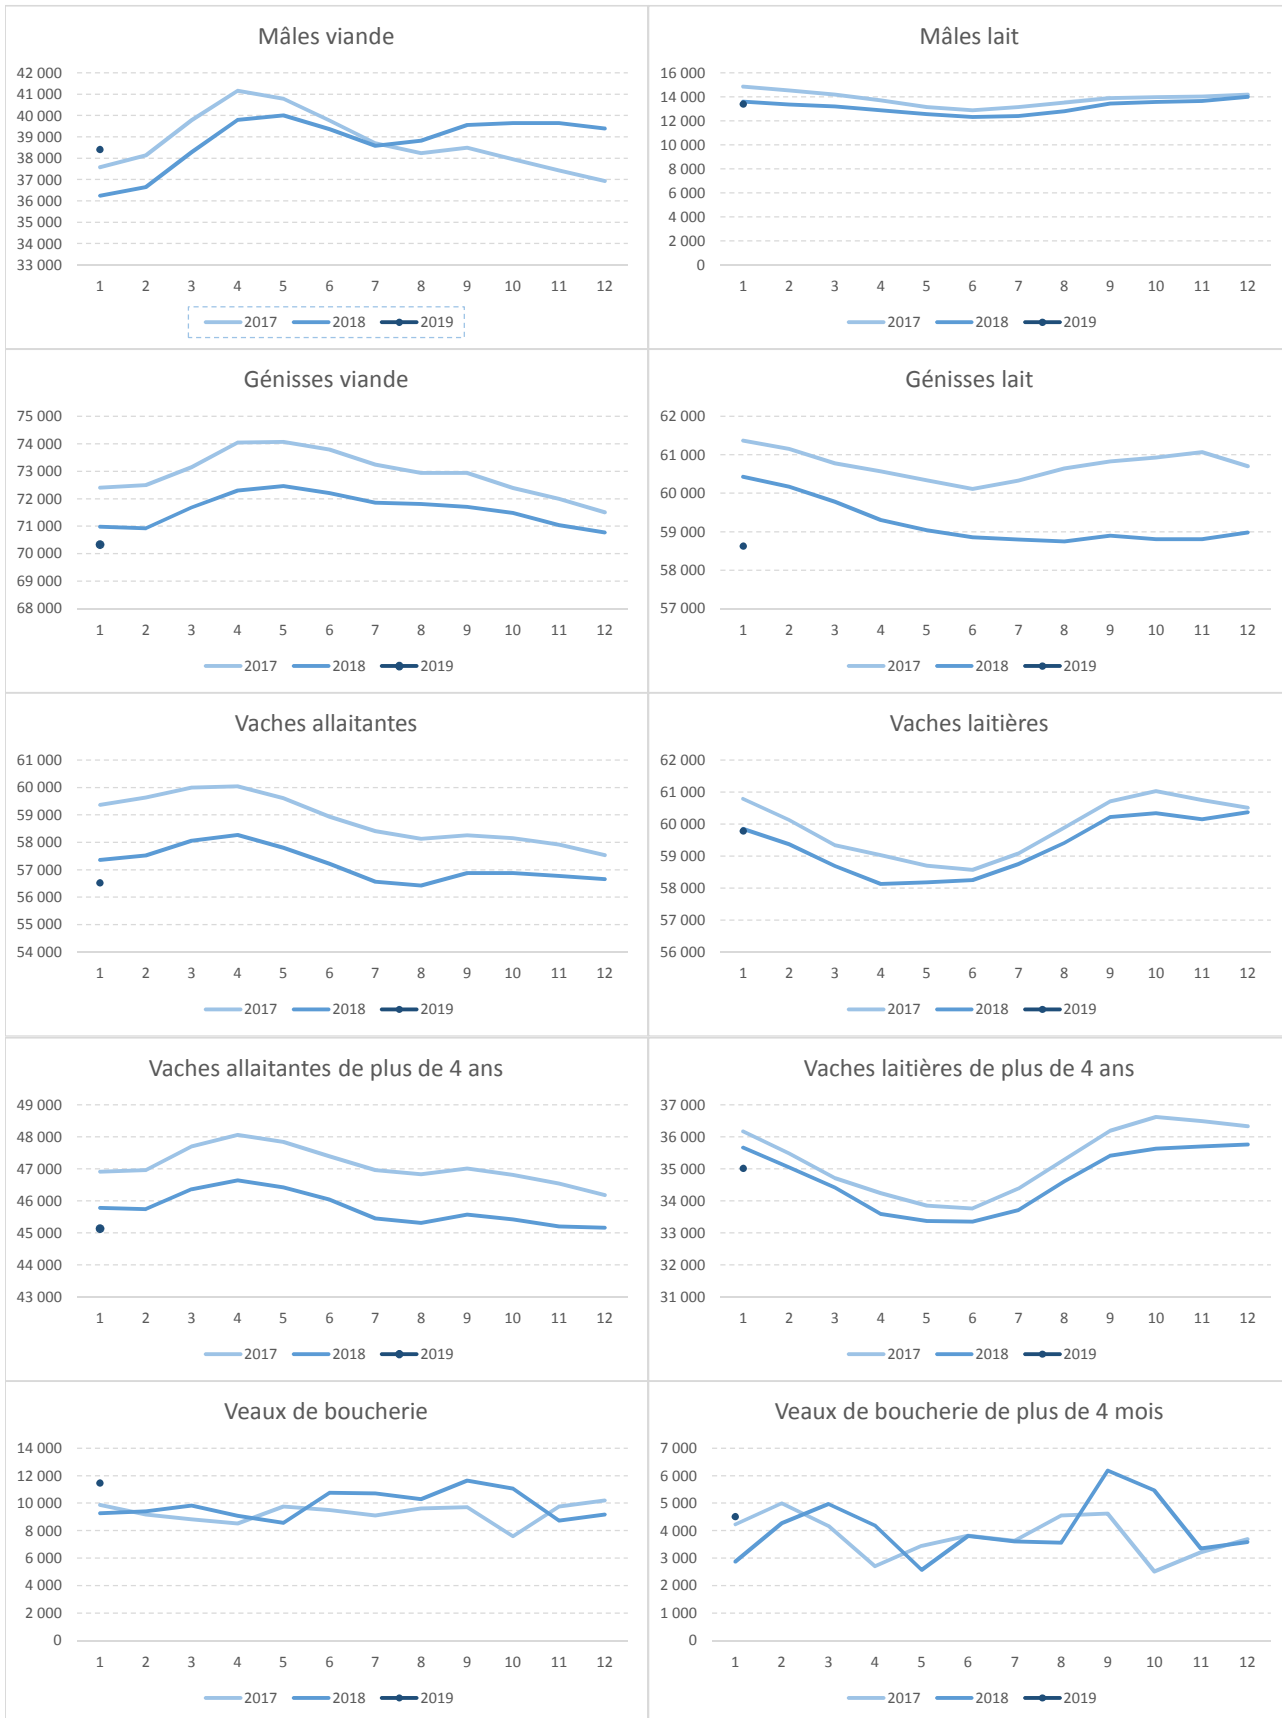 Mâles viande
42 000
41 000
40 000
39 000
38 000
37 000
36 000
35 000
34 000
33 000
1 2 3 4 5 6 7 8 9 10 11 12
2017 2018 2019
Mâles lait
16 000
14 000
12 000
10 000
8 000
6 000
4 000
2 000
0
1 2 3 4 5 6 7 8 9 10 11 12
2017 2018 2019
Génisses viande
75 000
74 000
73 000
72 000
71 000
70 000
69 000
68 000
1 2 3 4 5 6 7 8 9 10 11 12
2017 2018 2019
Génisses lait
62 000
61 000
60 000
59 000
58 000
57 000
1 2 3 4 5 6 7 8 9 10 11 12
2017 2018 2019
Vaches allaitantes
61 000
60 000
59 000
58 000
57 000
56 000
55 000
54 000
1 2 3 4 5 6 7 8 9 10 11 12
2017 2018 2019
Vaches laitières
62 000
61 000
60 000
59 000
58 000
57 000
56 000
1 2 3 4 5 6 7 8 9 10 11 12
2017 2018 2019
Vaches allaitantes de plus de 4 ans
49 000
48 000
47 000
46 000
45 000
44 000
43 000
1 2 3 4 5 6 7 8 9 10 11 12
2017 2018 2019
Vaches laitières de plus de 4 ans
37 000
36 000
35 000
34 000
33 000
32 000
31 000
1 2 3 4 5 6 7 8 9 10 11 12
2017 2018 2019
Veaux de boucherie
14 000
12 000
10 000
8 000
6 000
4 000
2 000
0
1 2 3 4 5 6 7 8 9 10 11 12
2017 2018 2019
Veaux de boucherie de plus de 4 mois
7 000
6 000
5 000
4 000
3 000
2 000
1 000
0
1 2 3 4 5 6 7 8 9 10 11 12
2017 2018 2019